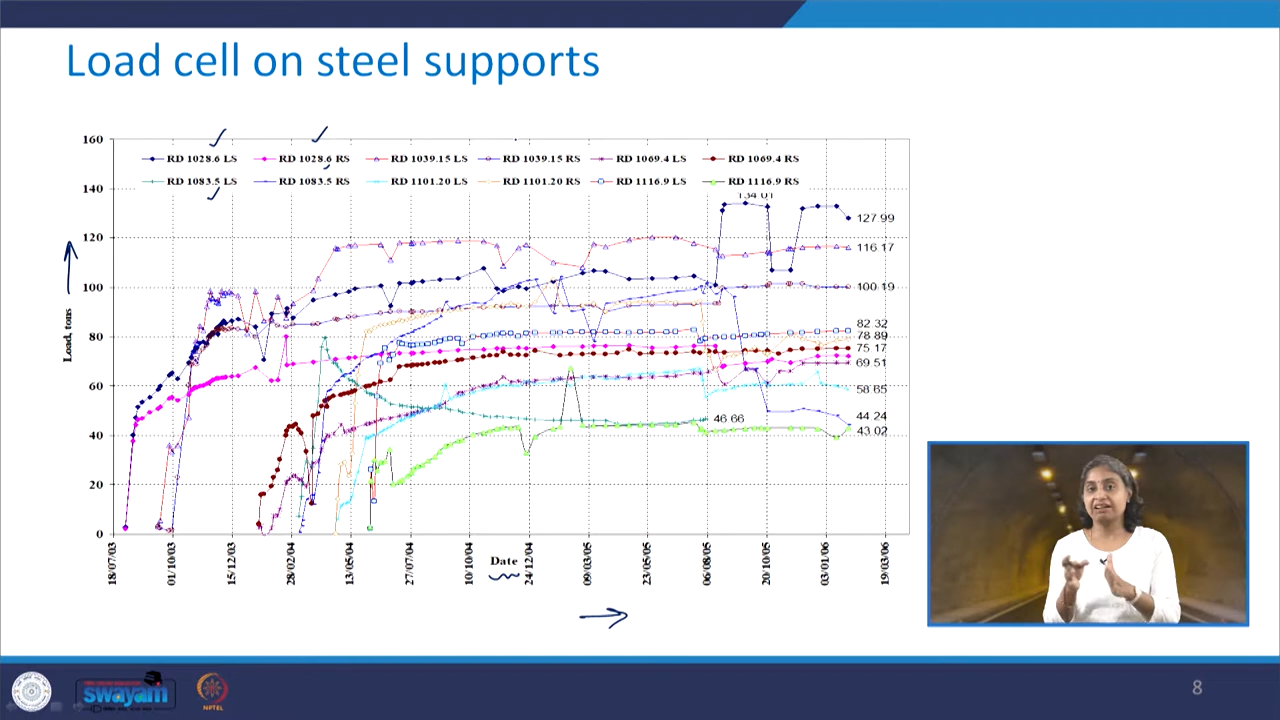 Load cell on steel supports
160
140
120
100
80
60
40
20
0
Load, tons
RD 1028.6 LS RD 1028.6 RS RD 1039.15 LS RD 1039.15 RS RD 1069.4 LS RD 1069.4 RS
RD 1083.5 LS RD 1083.5 RS RD 1101.20 LS RD 1101.20 RS RD 1116.9 LS RD 1116.9 RS
134 01
127 99
116 17
100 19
82 32
78 89
75 17
69 51
58 65
46 66
44 24
43 02
18/07/03 01/10/03 15/12/03 28/02/04 13/05/04 27/07/04 10/10/04 24/12/04 09/03/05 23/05/05 06/08/05 20/10/05 03/01/06 19/03/06
Date
swayam
NPTEL
8